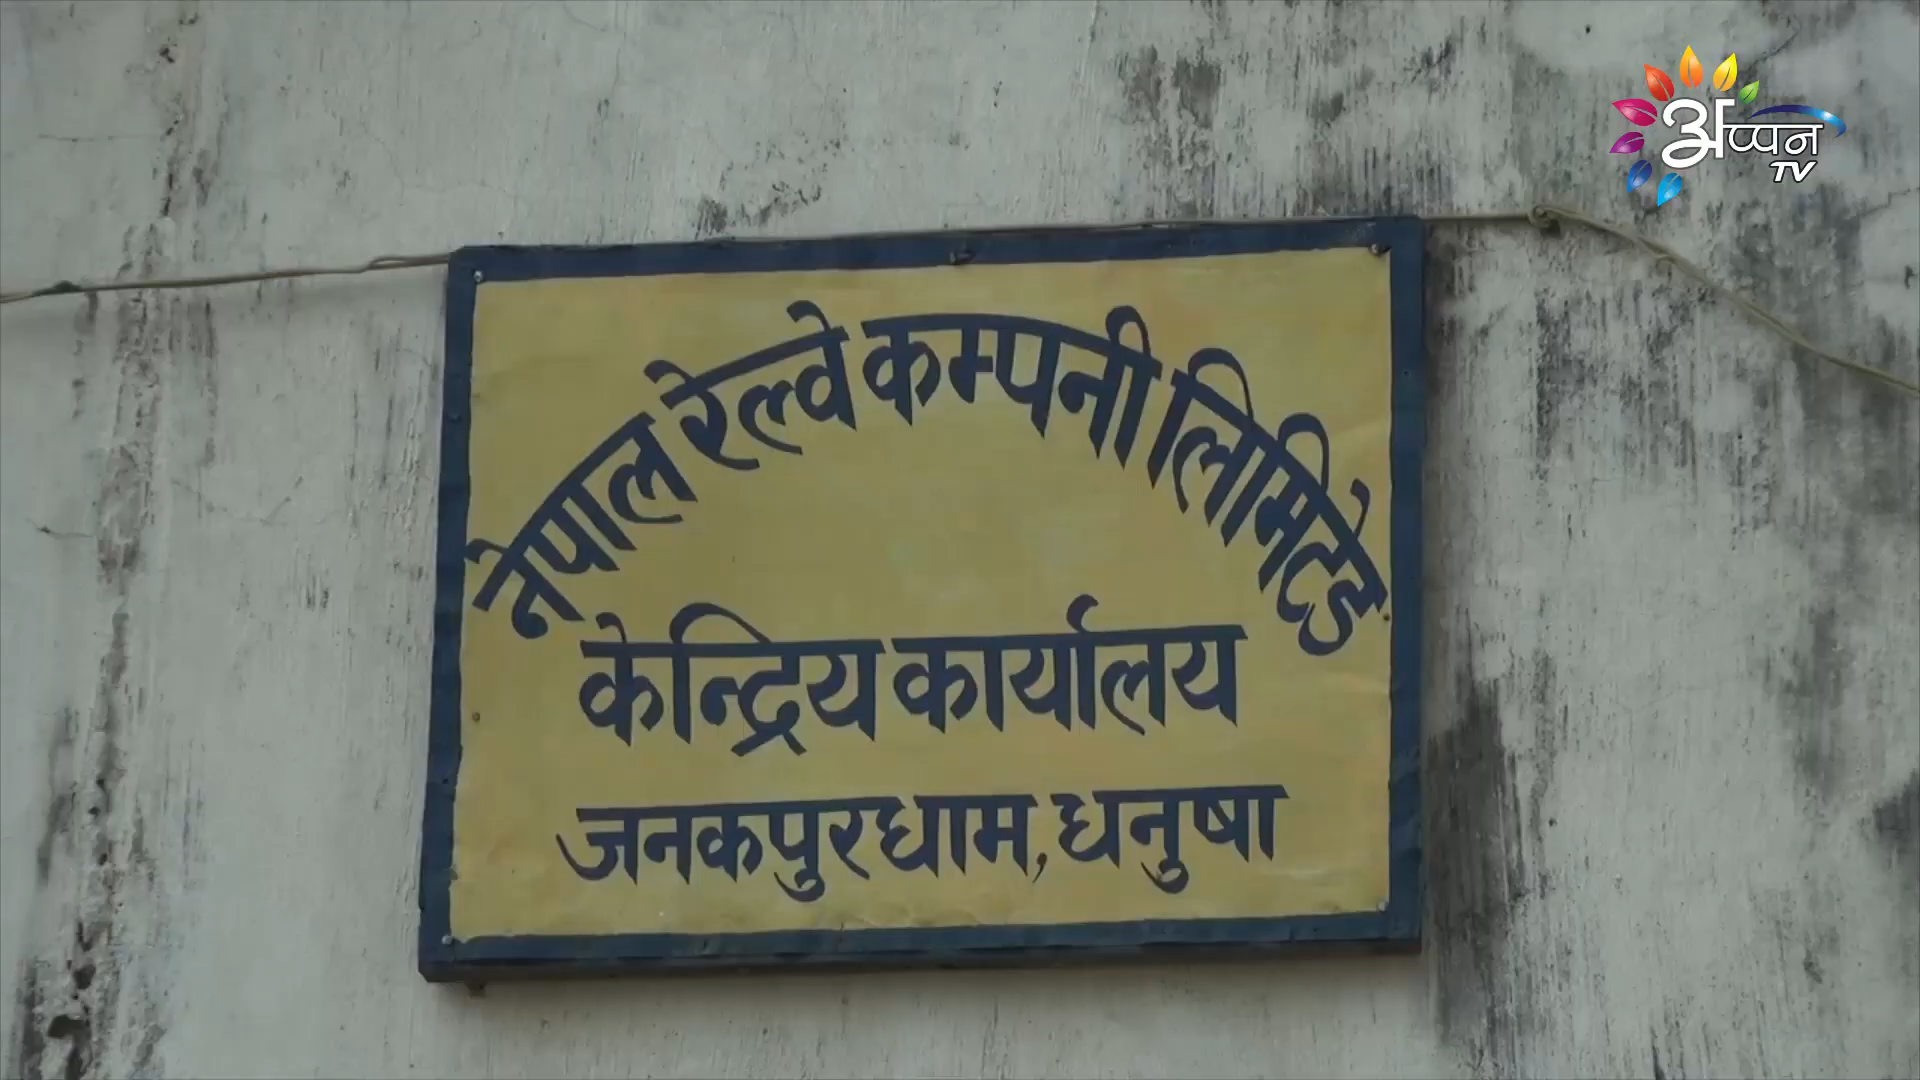 अप्पन
TV
नेपाल रेल्वे कम्पनी लिमिटेड
केन्द्रिय कार्यालय
जनकपुरधाम, धनुषा